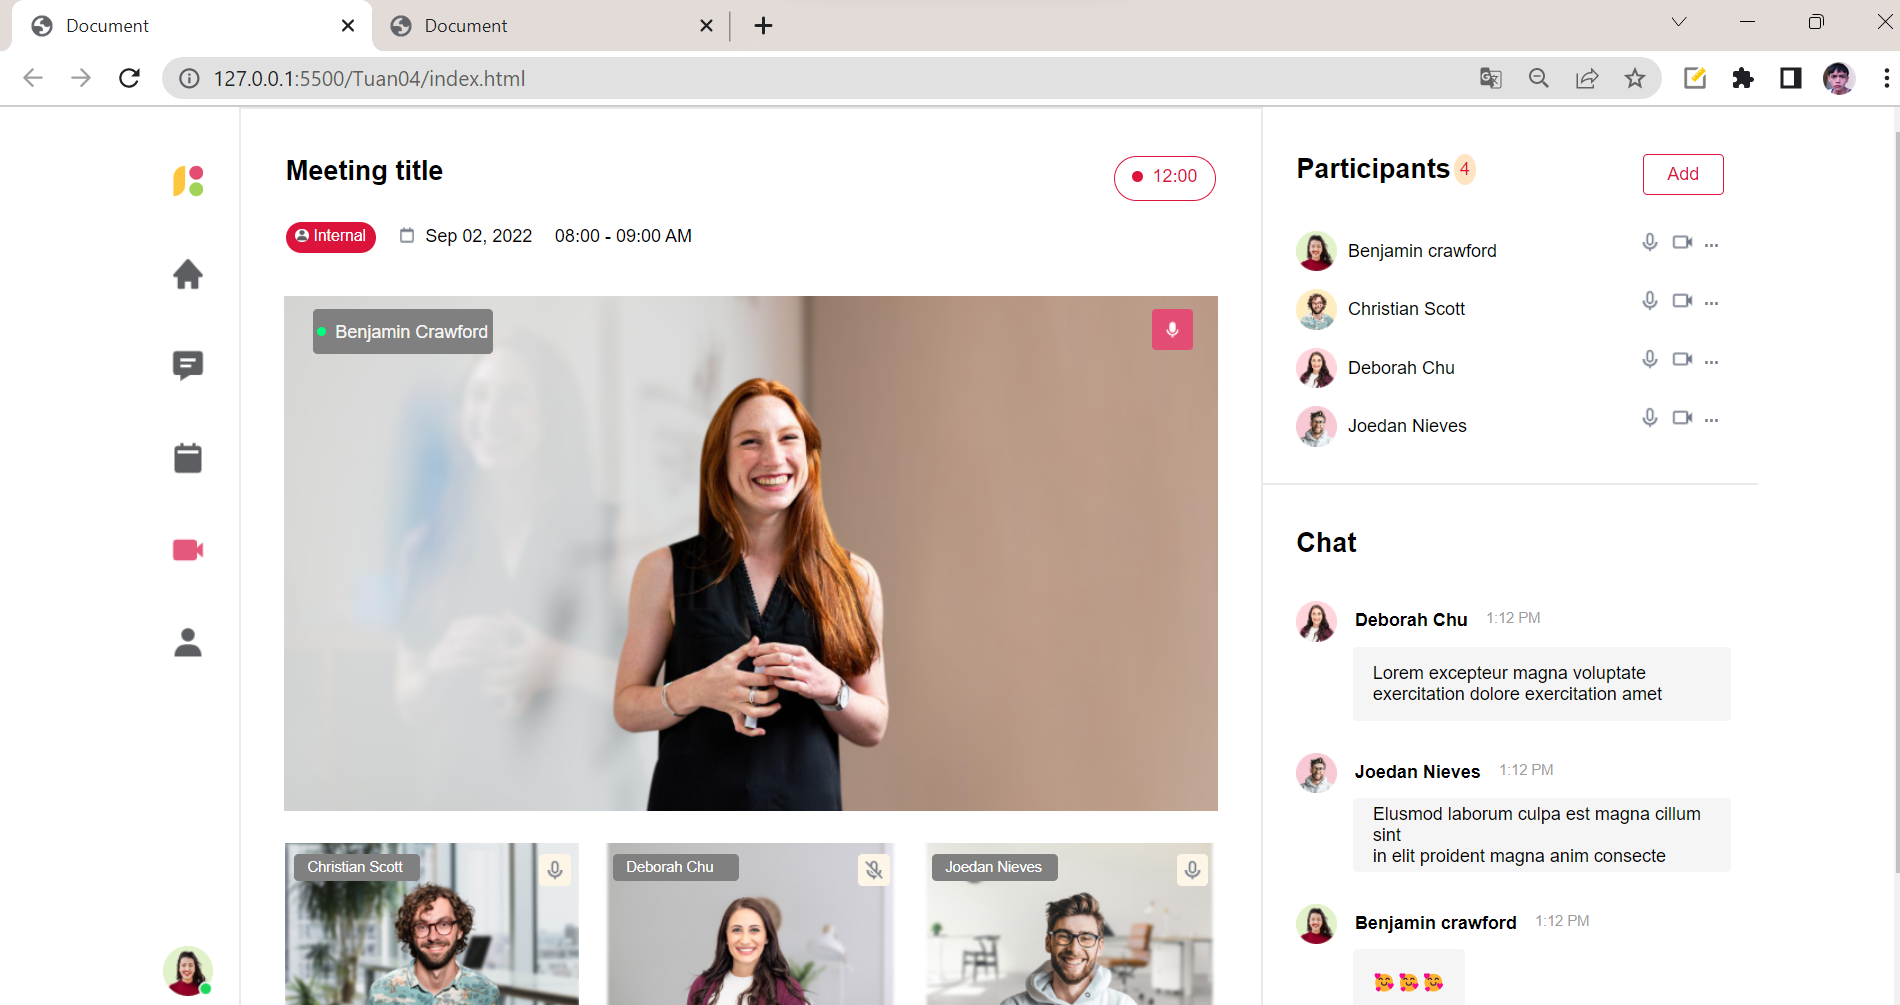 Document
Document
127.0.0.1:5500/Tuan04/index.html
Meeting title
12:00
Internal
Sep 02, 2022
08:00 - 09:00 AM
Benjamin Crawford
Christian Scott
Deborah Chu
Joedan Nieves
Participants 4
Add
Benjamin crawford
...
Christian Scott
...
Deborah Chu
...
Joedan Nieves
...
Chat
Deborah Chu 1:12 PM
Lorem excepteur magna voluptate
exercitation dolore exercitation amet
Joedan Nieves 1:12 PM
Elusmod laborum culpa est magna cillum
sint
in elit proident magna anim consecte
Benjamin crawford 1:12 PM
🥰🥰🥰